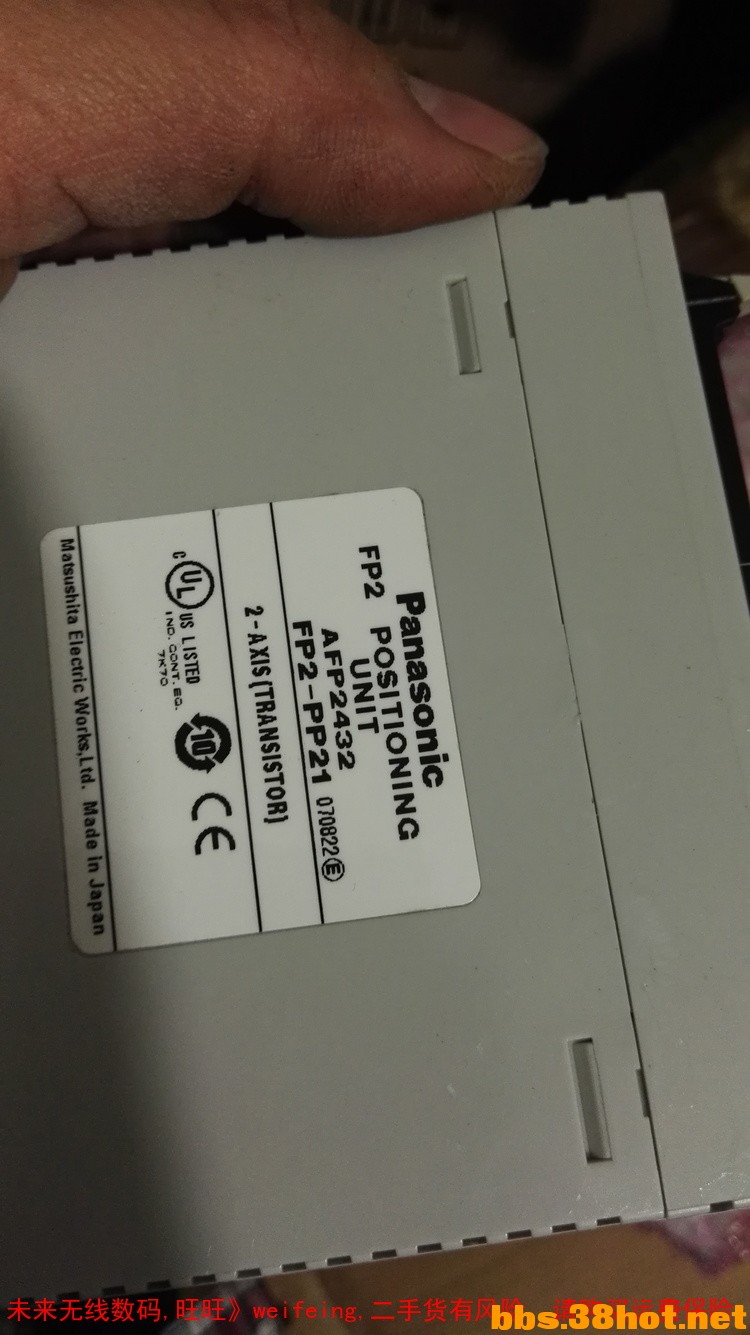 Panasonic
FP2 POSITIONING
UNIT
AFP2432
FP2-PP21 070822Ⓔ
2-AXIS(TRANSISTOR)
C UL US LISTED
IND. CONT. EQ.
7K70
10
CE
Matsushita Electric Works,Ltd. Made in Japan
未来无线数码,旺旺》weifeing,二手货有风险
bbs.38hot.net